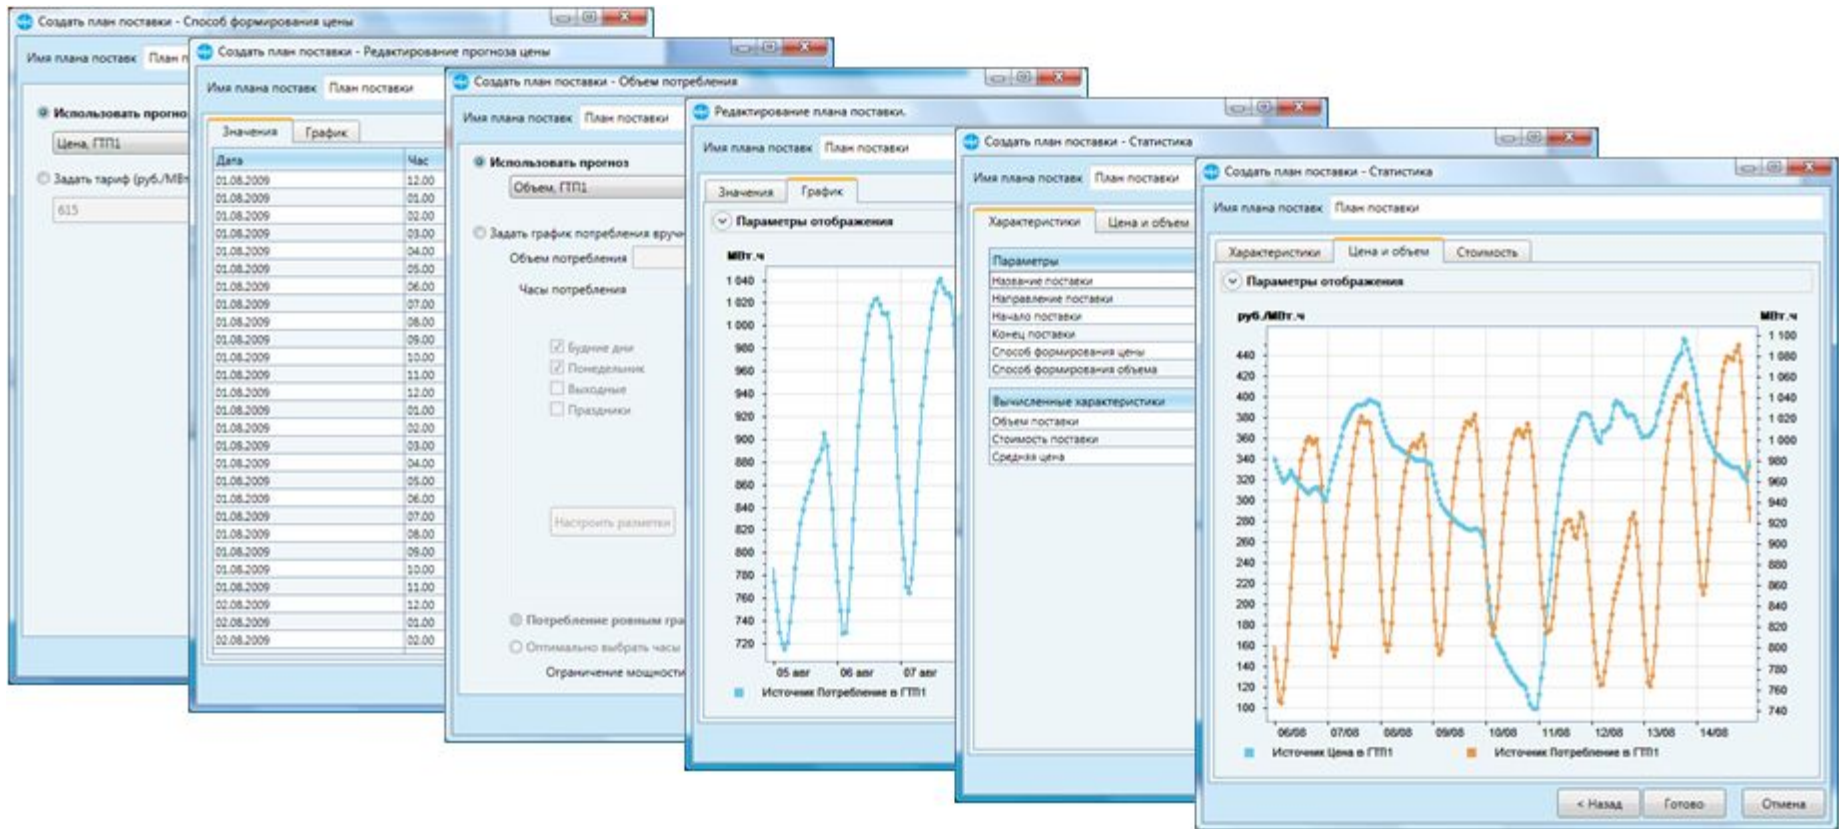 Создать план поставки - Способ формирования цены
Имя плана поставк План п
Использовать прогно
Цена, ГТП1
Задать тариф (руб./МВт
615
Создать план поставки - Редактирование прогноза цены
Имя плана поставк План поставки
Значения График
Дата Час
01.08.2009 12.00
01.08.2009 01.00
01.08.2009 02.00
01.08.2009 03.00
01.08.2009 04.00
01.08.2009 05.00
01.08.2009 06.00
01.08.2009 07.00
01.08.2009 08.00
01.08.2009 09.00
01.08.2009 10.00
01.08.2009 11.00
01.08.2009 12.00
01.08.2009 01.00
01.08.2009 02.00
01.08.2009 03.00
01.08.2009 04.00
01.08.2009 05.00
01.08.2009 06.00
01.08.2009 07.00
01.08.2009 08.00
01.08.2009 09.00
01.08.2009 10.00
01.08.2009 11.00
02.08.2009 12.00
02.08.2009 01.00
02.08.2009 02.00
Создать план поставки - Объем потребления
Имя плана поставк План поставки
Использовать прогноз
Объем, ГТП1
Задать график потребления вручн
Объем потребления
Часы потребления
Будние дни
Понедельник
Выходные
Праздники
Настроить разметки
Потребление ровным гра
Оптимально выбрать часы
Ограничение мощности
Редактирование плана поставки.
Имя плана поставк План поставки
Значения График
Параметры отображения
МВт.ч
1 040
1 020
1 000
980
960
940
920
900
880
860
840
820
800
780
760
740
720
05 авг 06 авг 07 авг
Источник Потребление в ГТП1
Создать план поставки - Статистика
Имя плана поставк План поставки
Характеристики Цена и объем
Параметры
Название поставки
Направление поставки
Начало поставки
Конец поставки
Способ формирования цены
Способ формирования объема
Вычисленные характеристики
Объем поставки
Стоимость поставки
Средняя цена
Создать план поставки - Статистика
Имя плана поставк План поставки
Характеристики Цена и объем Стоимость
Параметры отображения
руб./МВт.ч МВт.ч
440
420
400
380
360
340
320
300
280
260
240
220
200
180
160
140
120
100
1 100
1 080
1 060
1 040
1 020
1 000
980
960
940
920
900
880
860
840
820
800
780
760
740
06/08 07/08 08/08 09/08 10/08 11/08 12/08 13/08 14/08
Источник Цена в ГТП1 Источник Потребление в ГТП1
< Назад Готово Отмена